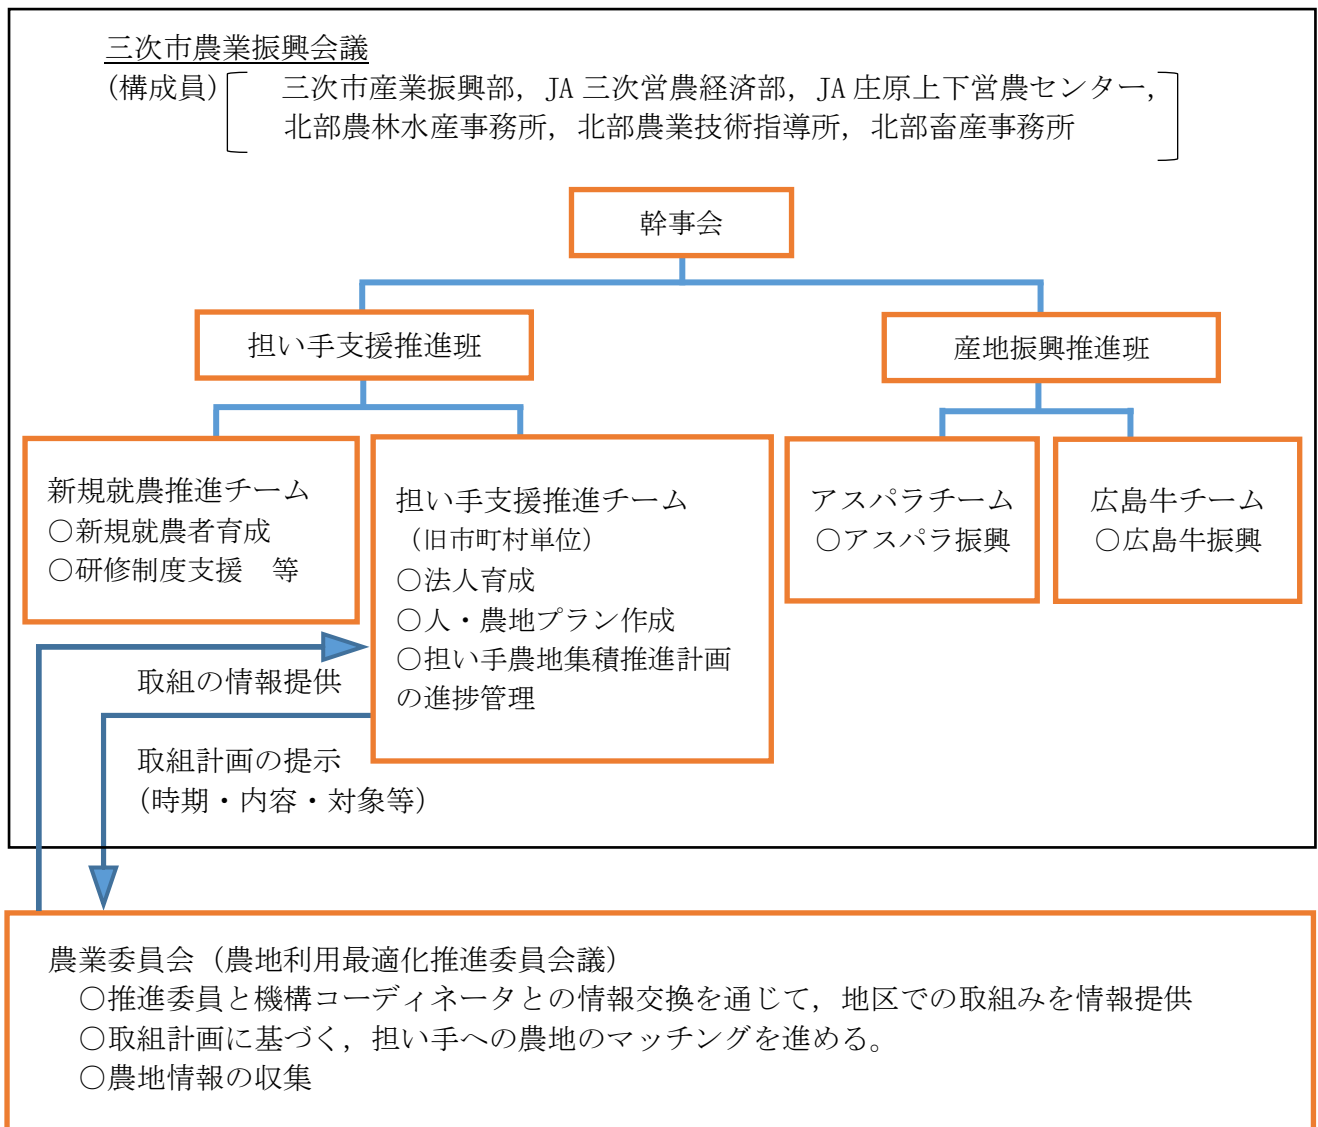 三次市農業振興会議
(構成員)
三次市産業振興部，JA 三次営農経済部，JA 庄原上下営農センター，
北部農林水産事務所，北部農業技術指導所，北部畜産事務所
幹事会
担い手支援推進班
産地振興推進班
新規就農推進チーム
○新規就農者育成
○研修制度支援　等
担い手支援推進チーム
（旧市町村単位）
○法人育成
○人・農地プラン作成
○担い手農地集積推進計画
の進捗管理
アスパラチーム
○アスパラ振興
広島牛チーム
○広島牛振興
取組の情報提供
取組計画の提示
（時期・内容・対象等）
農業委員会（農地利用最適化推進委員会議）
○推進委員と機構コーディネータとの情報交換を通じて，地区での取組みを情報提供
○取組計画に基づく，担い手への農地のマッチングを進める。
○農地情報の収集